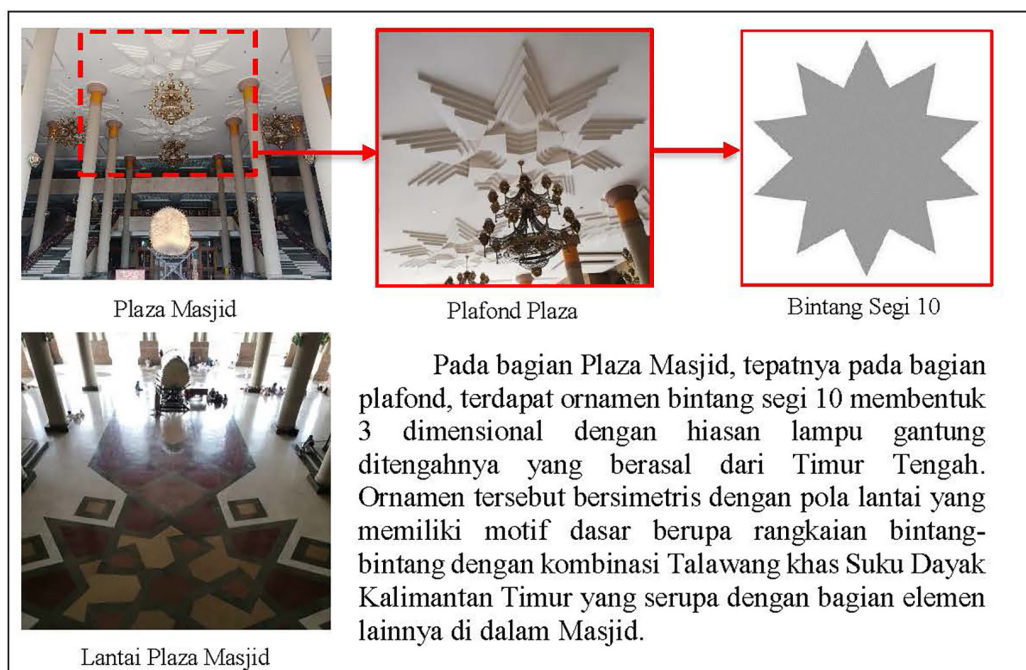 Plaza Masjid
Plafond Plaza
Bintang Segi 10
Pada bagian Plaza Masjid, tepatnya pada bagian
plafond, terdapat ornamen bintang segi 10 membentuk
3 dimensional dengan hiasan lampu gantung
ditengahnya yang berasal dari Timur Tengah.
Ornamen tersebut bersimetris dengan pola lantai yang
memiliki motif dasar berupa rangkaian bintang-
bintang dengan kombinasi Talawang khas Suku Dayak
Kalimantan Timur yang serupa dengan bagian elemen
lainnya di dalam Masjid.
Lantai Plaza Masjid